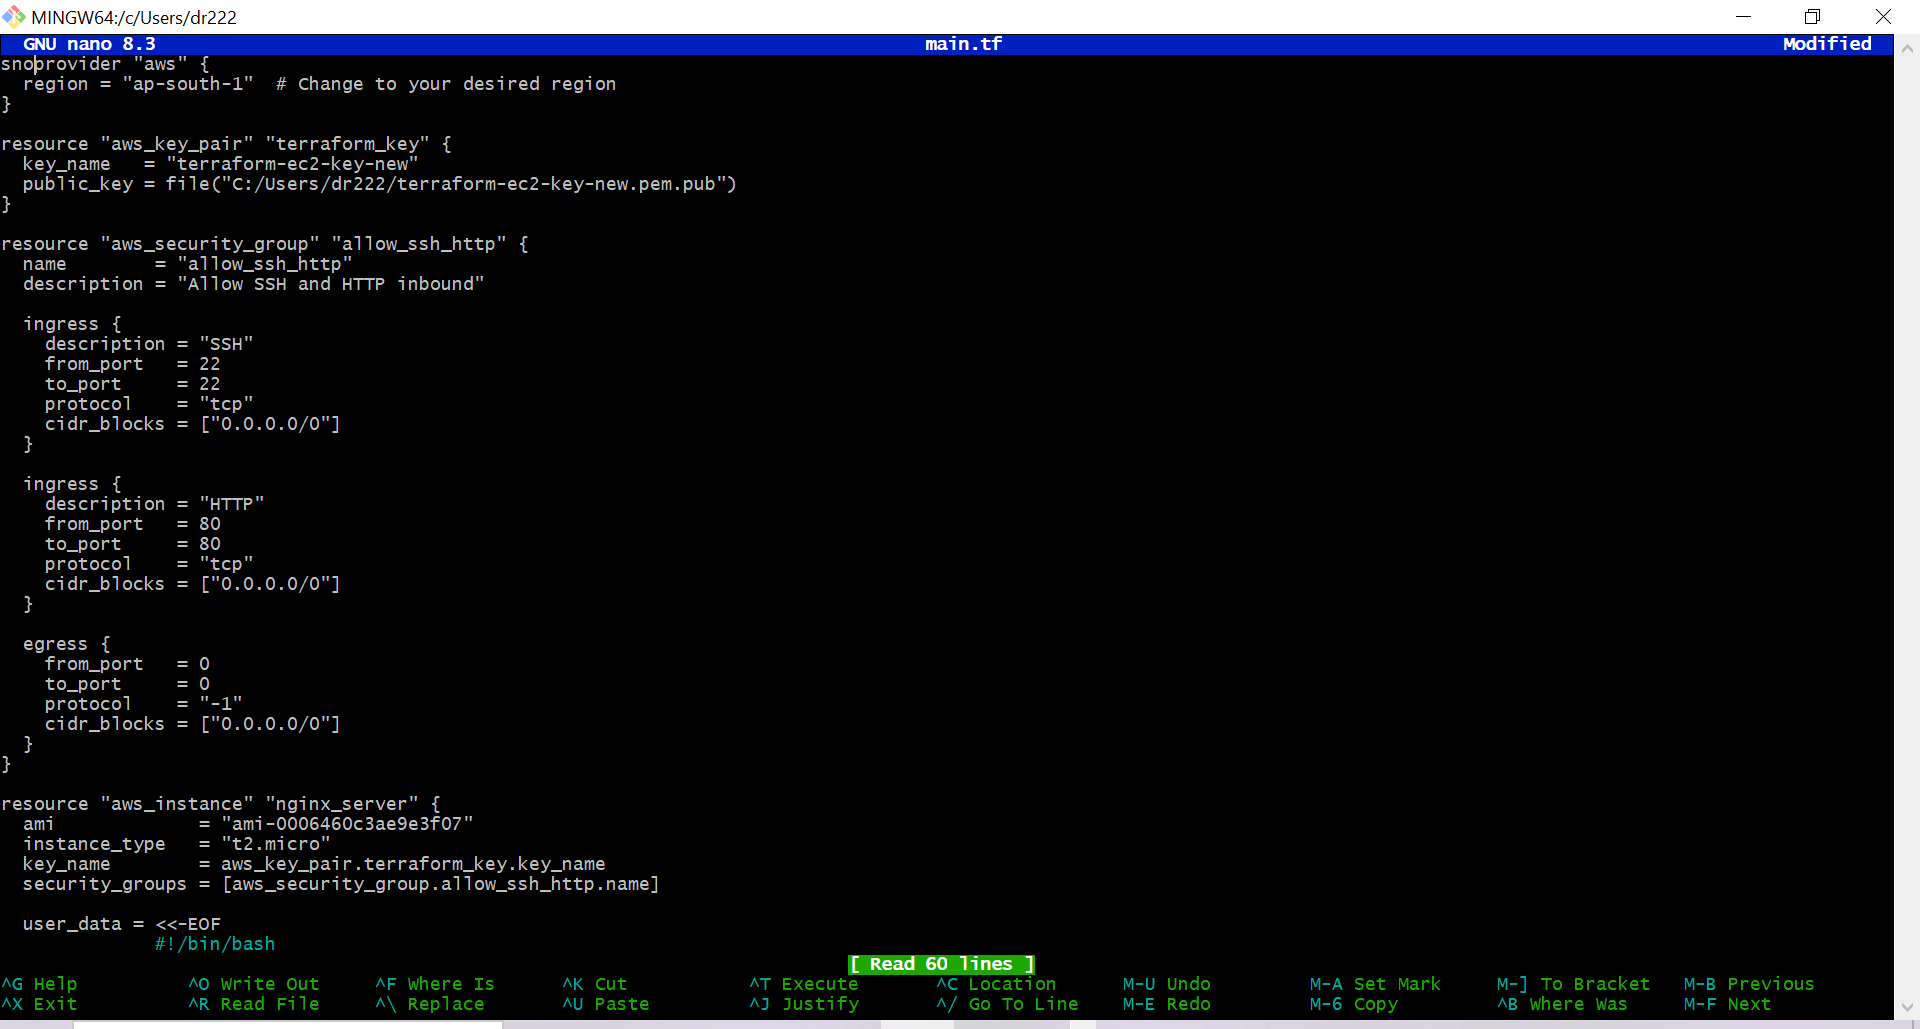 MINGW64:/c/Users/dr222
GNU nano 8.3 main.tf Modified
snoprovider "aws" {
  region = "ap-south-1"  # Change to your desired region
}

resource "aws_key_pair" "terraform_key" {
  key_name   = "terraform-ec2-key-new"
  public_key = file("C:/Users/dr222/terraform-ec2-key-new.pem.pub")
}

resource "aws_security_group" "allow_ssh_http" {
  name        = "allow_ssh_http"
  description = "Allow SSH and HTTP inbound"

  ingress {
    description = "SSH"
    from_port   = 22
    to_port     = 22
    protocol    = "tcp"
    cidr_blocks = ["0.0.0.0/0"]
  }

  ingress {
    description = "HTTP"
    from_port   = 80
    to_port     = 80
    protocol    = "tcp"
    cidr_blocks = ["0.0.0.0/0"]
  }

  egress {
    from_port   = 0
    to_port     = 0
    protocol    = "-1"
    cidr_blocks = ["0.0.0.0/0"]
  }
}

resource "aws_instance" "nginx_server" {
  ami             = "ami-0006460c3ae9e3f07"
  instance_type   = "t2.micro"
  key_name        = aws_key_pair.terraform_key.key_name
  security_groups = [aws_security_group.allow_ssh_http.name]

  user_data = <<-EOF
              #!/bin/bash
[ Read 60 lines ]
^G Help ^O Write Out ^F Where Is ^K Cut ^T Execute ^C Location M-U Undo M-A Set Mark M-] To Bracket M-B Previous
^X Exit ^R Read File ^\ Replace ^U Paste ^J Justify ^/ Go To Line M-E Redo M-6 Copy ^B Where Was M-F Next